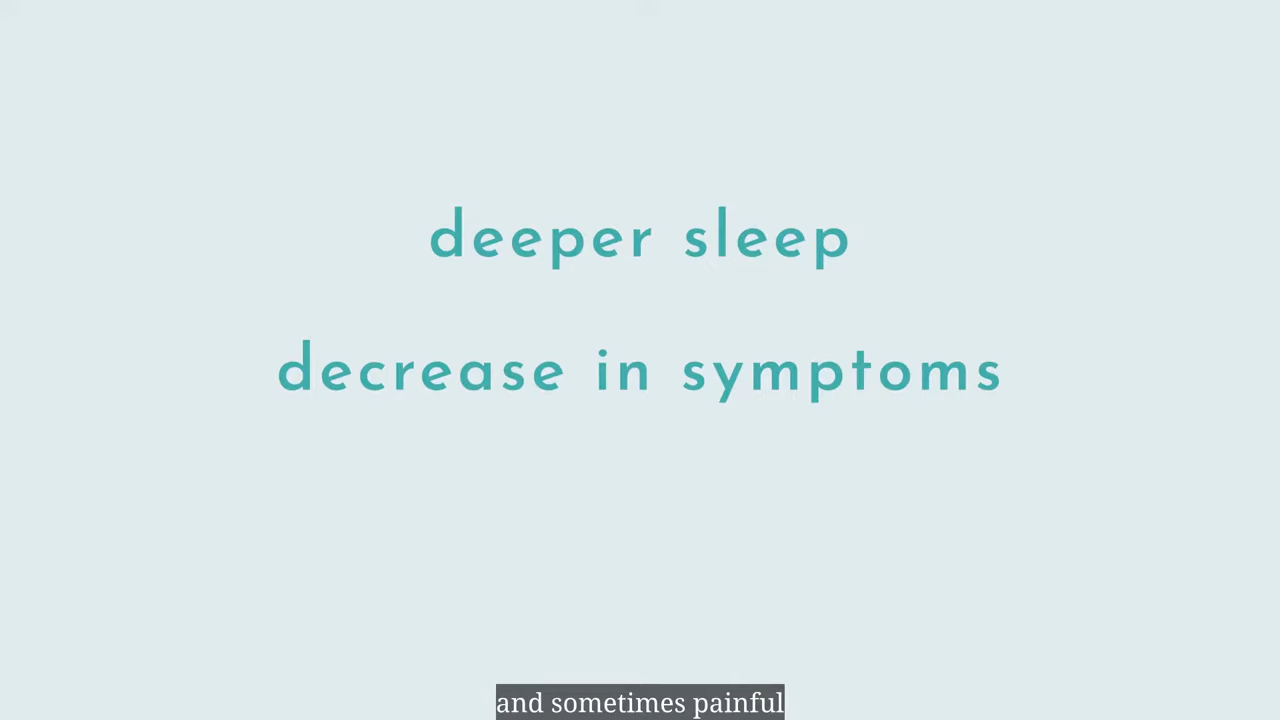 deeper sleep
decrease in symptoms
and sometimes painful